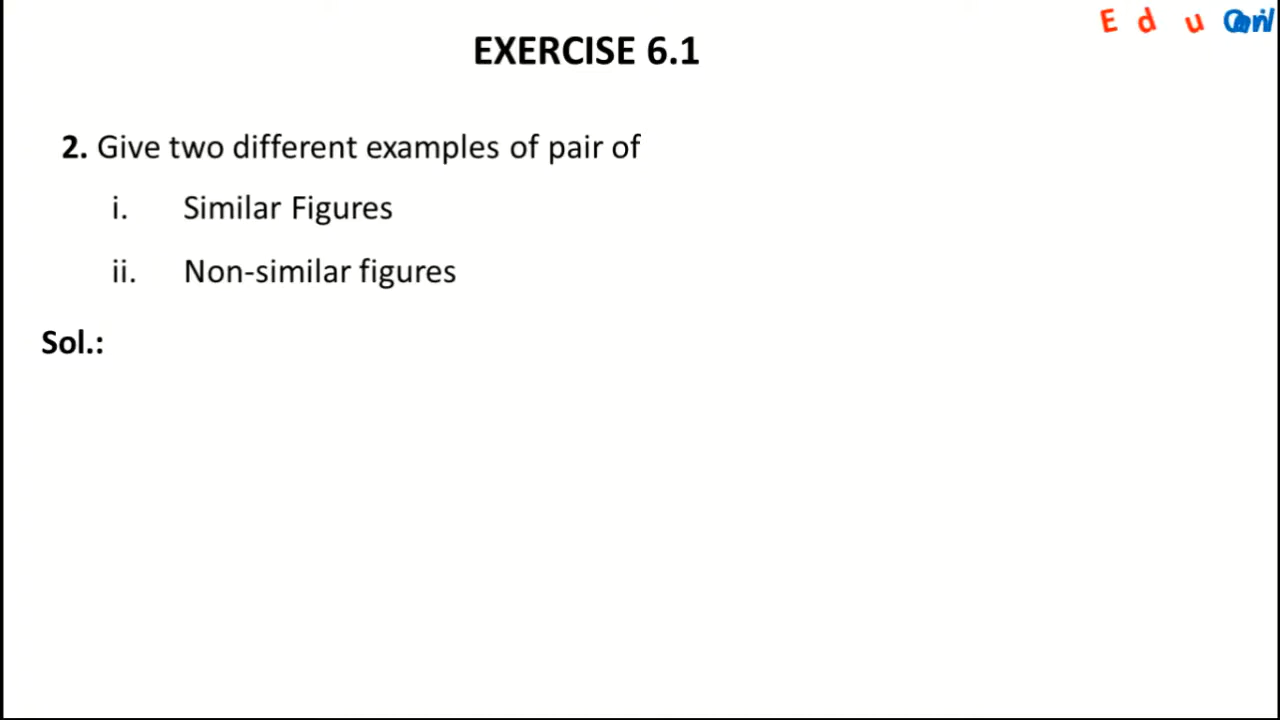 E d u
EXERCISE 6.1
2. Give two different examples of pair of
i. Similar Figures
ii. Non-similar figures
Sol.: